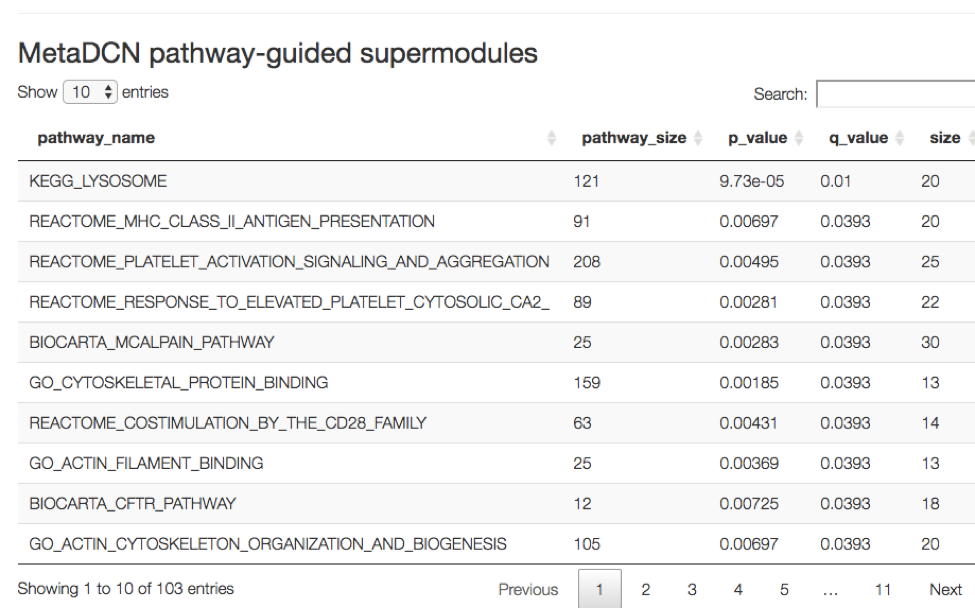 MetaDCN pathway-guided supermodules
Show 10 entries Search:
pathway_name pathway_size p_value q_value size
KEGG_LYSOSOME 121 9.73e-05 0.01 20
REACTOME_MHC_CLASS_II_ANTIGEN_PRESENTATION 91 0.00697 0.0393 20
REACTOME_PLATELET_ACTIVATION_SIGNALING_AND_AGGREGATION 208 0.00495 0.0393 25
REACTOME_RESPONSE_TO_ELEVATED_PLATELET_CYTOSOLIC_CA2_ 89 0.00281 0.0393 22
BIOCARTA_MCALPAIN_PATHWAY 25 0.00283 0.0393 30
GO_CYTOSKELETAL_PROTEIN_BINDING 159 0.00185 0.0393 13
REACTOME_COSTIMULATION_BY_THE_CD28_FAMILY 63 0.00431 0.0393 14
GO_ACTIN_FILAMENT_BINDING 25 0.00369 0.0393 13
BIOCARTA_CFTR_PATHWAY 12 0.00725 0.0393 18
GO_ACTIN_CYTOSKELETON_ORGANIZATION_AND_BIOGENESIS 105 0.00697 0.0393 20
Showing 1 to 10 of 103 entries Previous 1 2 3 4 5 ... 11 Next